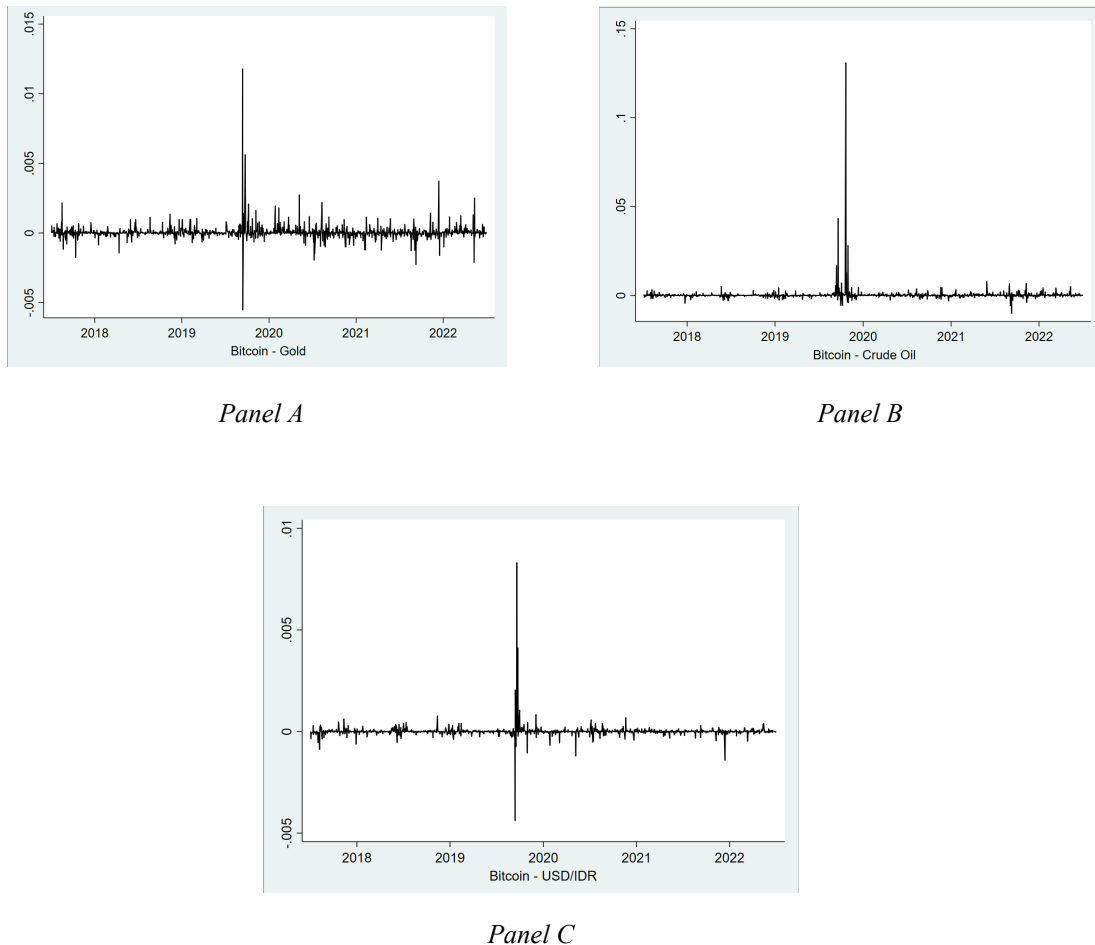 .015
.01
.005
0
-.005
2018 2019 2020 2021 2022
Bitcoin - Gold
Panel A
.15
.1
.05
0
2018 2019 2020 2021 2022
Bitcoin - Crude Oil
Panel B
.01
.005
0
-.005
2018 2019 2020 2021 2022
Bitcoin - USD/IDR
Panel C